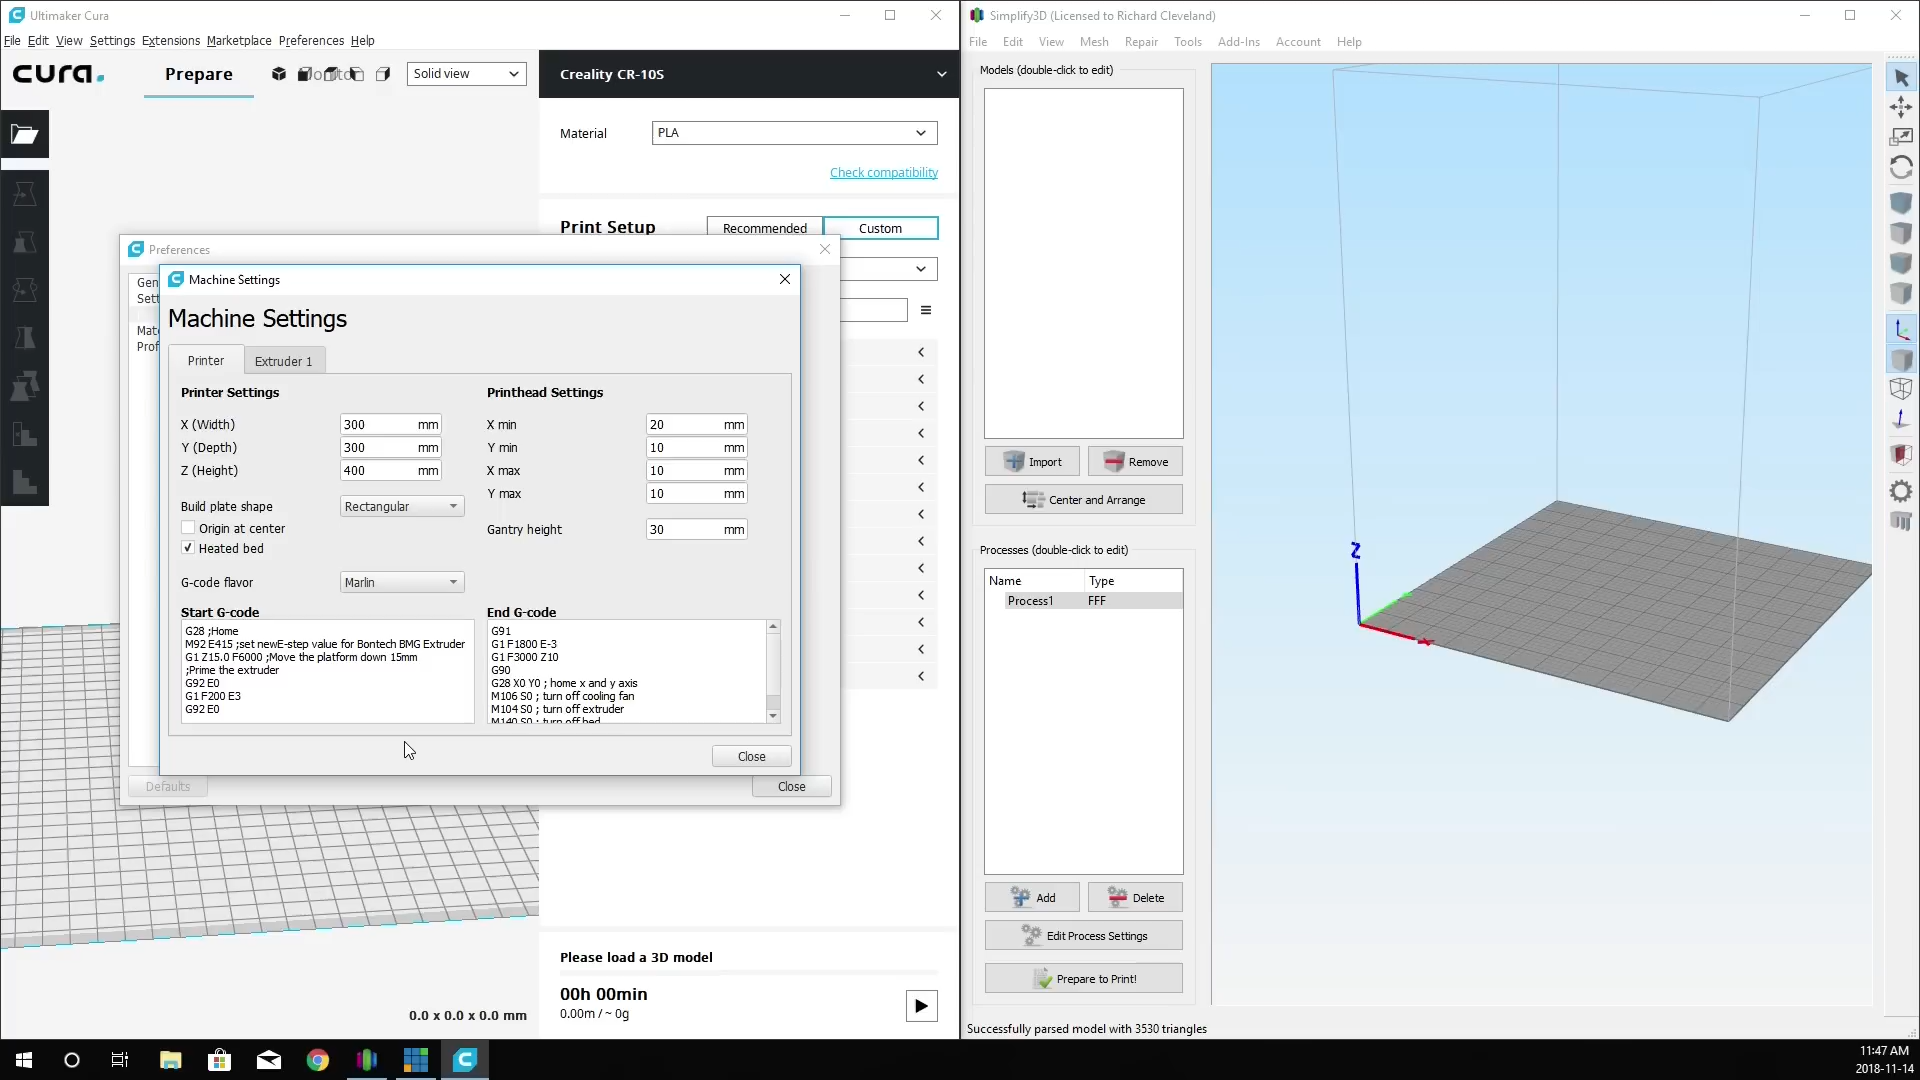 Ultimaker Cura
File Edit View Settings Extensions Marketplace Preferences Help
cura.
Prepare
Solid view
Creality CR-10S
Material
PLA
Check compatibility
Print Setup
Recommended
Custom
Preferences
Machine Settings
Machine Settings
Printer
Extruder 1
Printer Settings
X (Width) 300 mm
Y (Depth) 300 mm
Z (Height) 400 mm
Build plate shape Rectangular
Origin at center
Heated bed
G-code flavor Marlin
Printhead Settings
X min 20 mm
Y min 10 mm
X max 10 mm
Y max 10 mm
Gantry height 30 mm
Start G-code
G28 ;Home
M92 E415 ;set newE-step value for Bontech BMG Extruder
G1 Z15.0 F6000 ;Move the platform down 15mm
;Prime the extruder
G92 E0
G1 F200 E3
G92 E0
End G-code
G91
G1 F1800 E-3
G1 F3000 Z10
G90
G28 X0 Y0 ; home x and y axis
M106 S0 ; turn off cooling fan
M104 S0 ; turn off extruder
M140 S0 ; turn off bed
Close
Defaults
Close
Please load a 3D model
00h 00min
0.00m / ~ 0g
0.0 x 0.0 x 0.0 mm
Simplify3D (Licensed to Richard Cleveland)
File Edit View Mesh Repair Tools Add-Ins Account Help
Models (double-click to edit)
Import
Remove
Center and Arrange
Processes (double-click to edit)
Name Type
Process1 FFF
Add
Delete
Edit Process Settings
Prepare to Print!
Z
Successfully parsed model with 3530 triangles
11:47 AM
2018-11-14